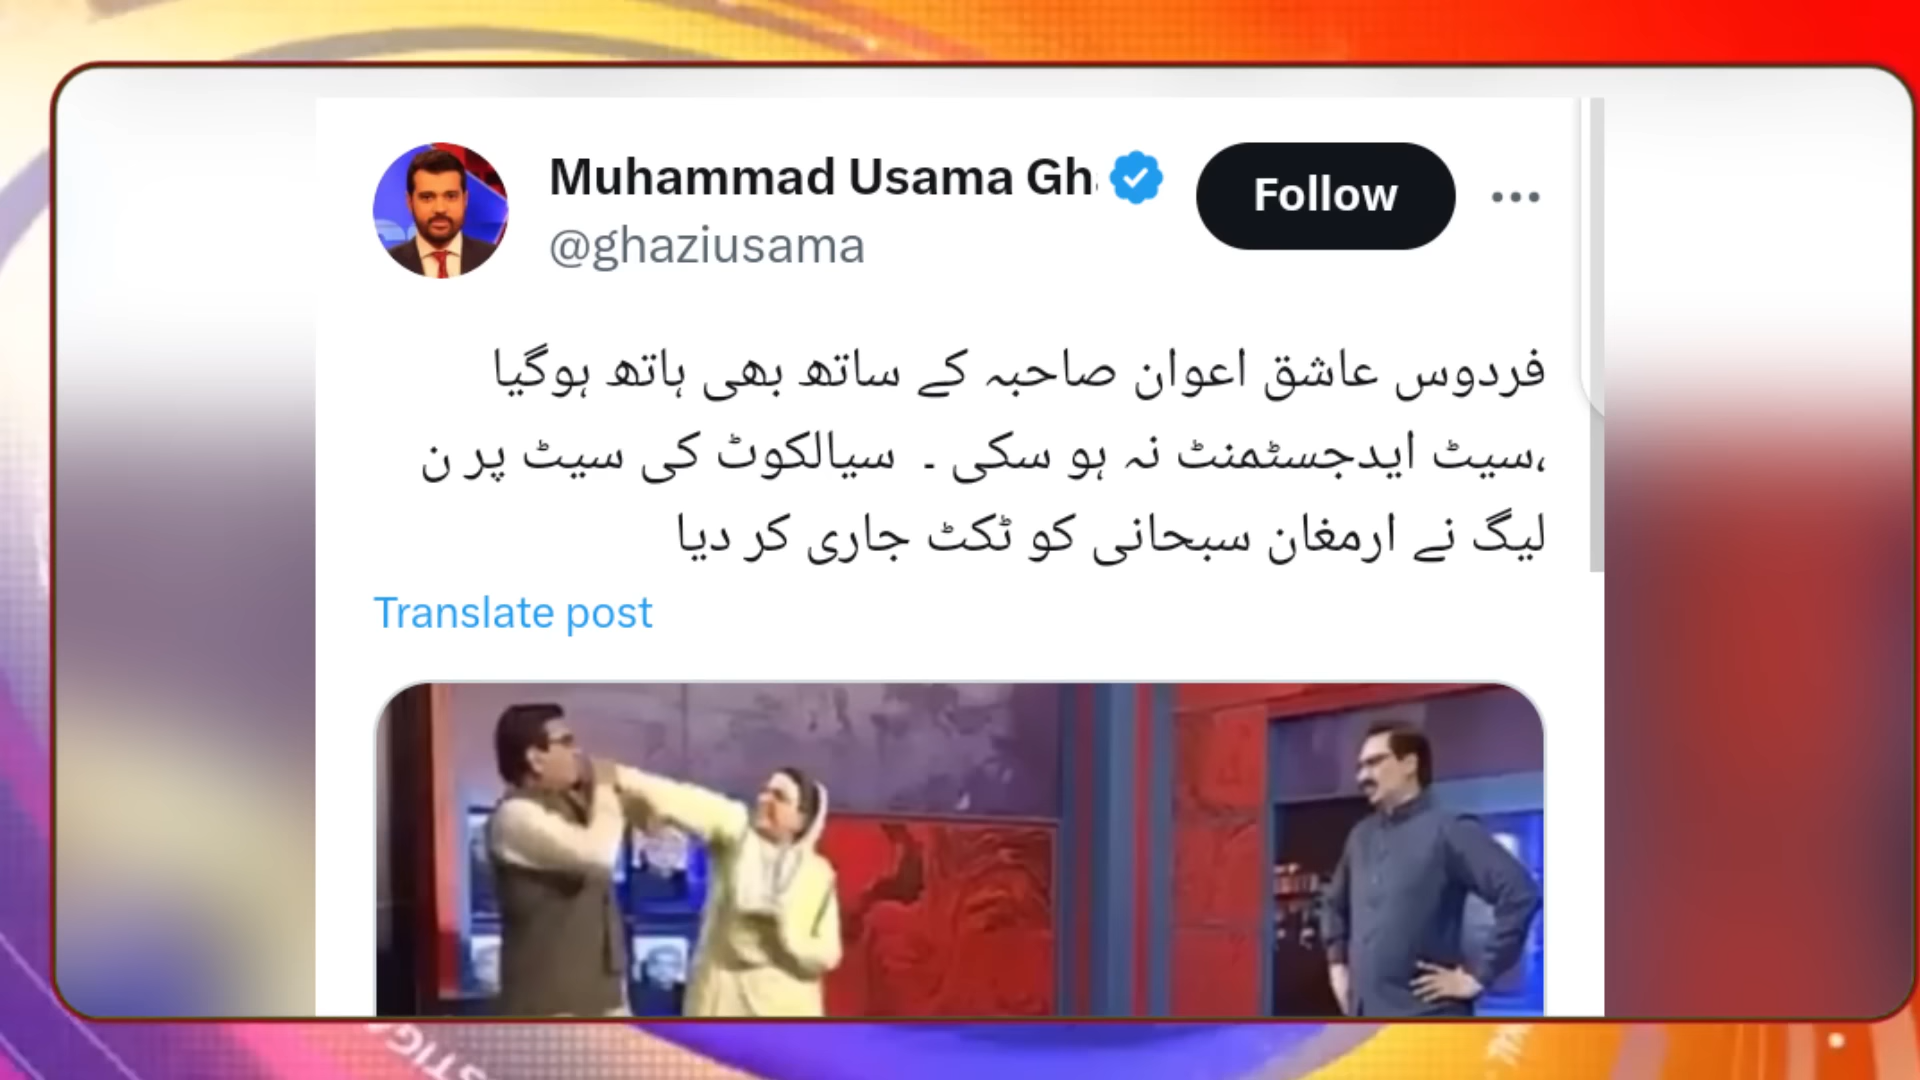 Muhammad Usama Gh
@ghaziusama
Follow
فردوس عاشق اعوان صاحبہ کے ساتھ بھی ہاتھ ہوگیا
،سیٹ ایدجسٹمنٹ نہ ہو سکی ۔ سیالکوٹ کی سیٹ پر ن
لیگ نے ارمغان سبحانی کو ٹکٹ جاری کر دیا
Translate post